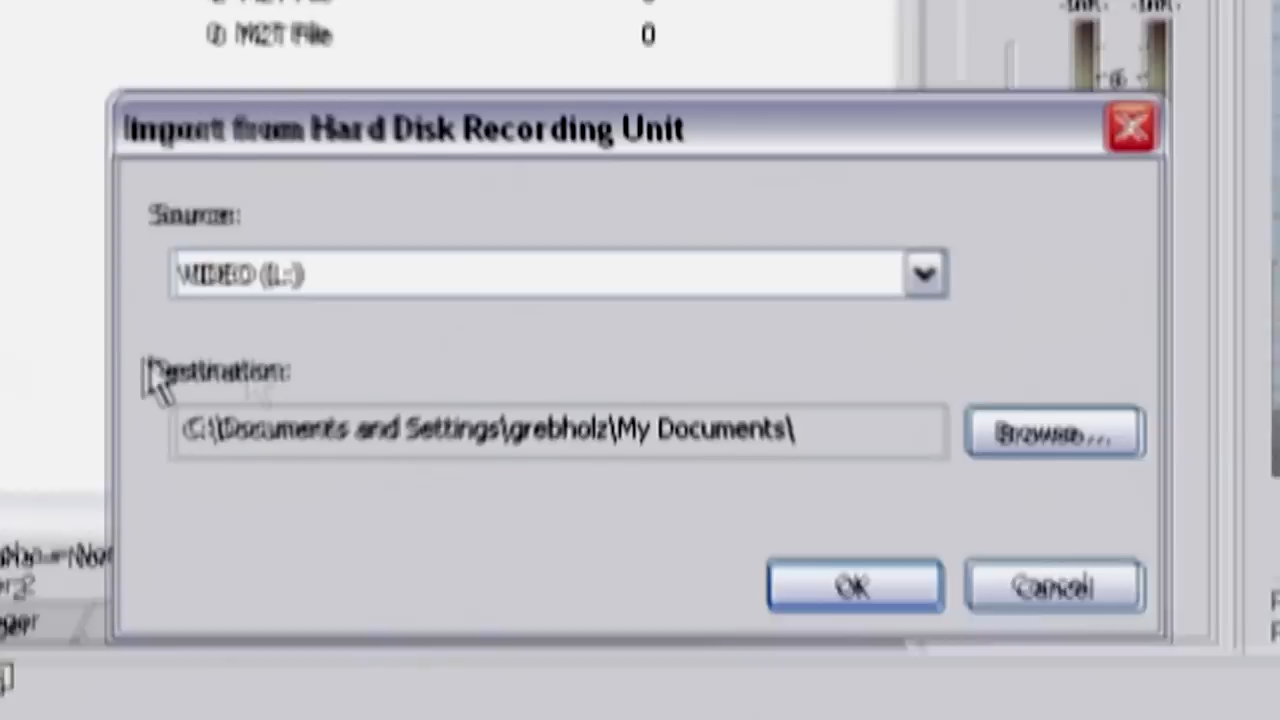 M2T File
0
Import from Hard Disk Recording Unit
Source:
VIDEO (L:)
Destination:
C:\Documents and Settings\grebholz\My Documents\
Browse...
OK
Cancel